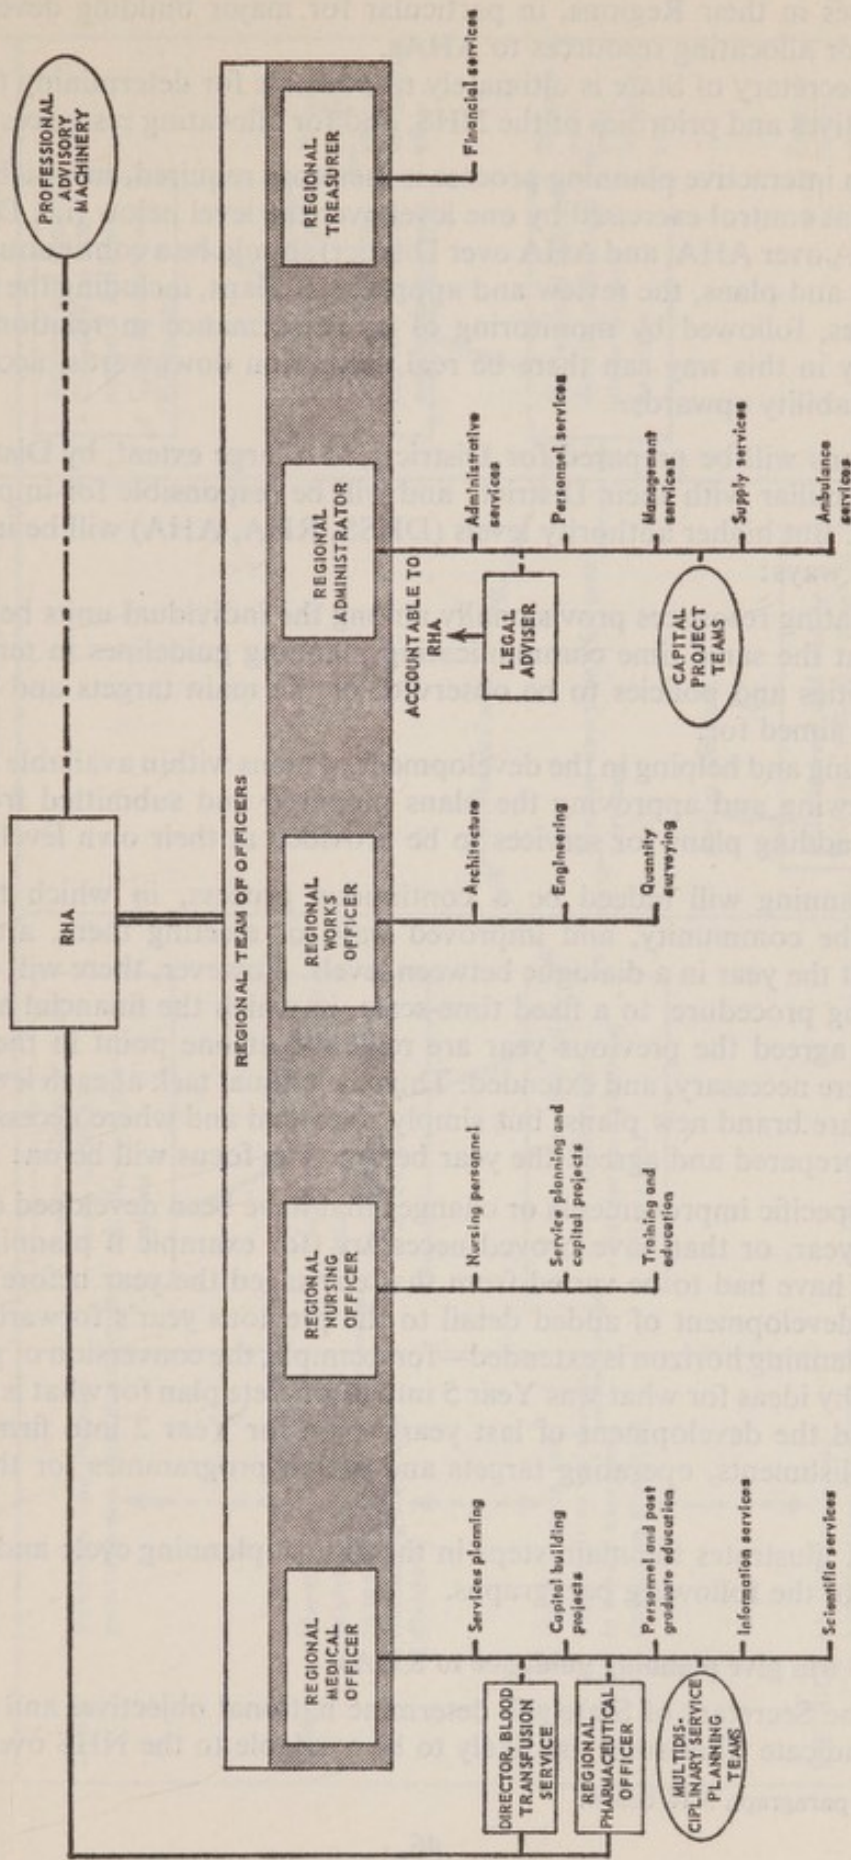 PROFESSIONAL
ADVISORY
MACHINERY
RHA
REGIONAL TEAM OF OFFICERS
REGIONAL
MEDICAL
OFFICER
REGIONAL
NURSING
OFFICER
REGIONAL
WORKS
OFFICER
REGIONAL
ADMINISTRATOR
REGIONAL
TREASURER
Services planning
Capital building
projects
Personnel and post
graduate education
Information services
Scientific services
DIRECTOR, BLOOD
TRANSFUSION
SERVICE
REGIONAL
PHARMACEUTICAL
OFFICER
MULTIDIS-
CIPLINARY SERVICE
PLANNING
TEAMS
Nursing personnel
Service planning and
capital projects
Training and
education
Architecture
Engineering
Quantity
surveying
ACCOUNTABLE TO
RHA
LEGAL
ADVISER
CAPITAL
PROJECT
TEAMS
Administrative
services
Personnel services
Management
services
Supply services
Ambulance
services
Financial services